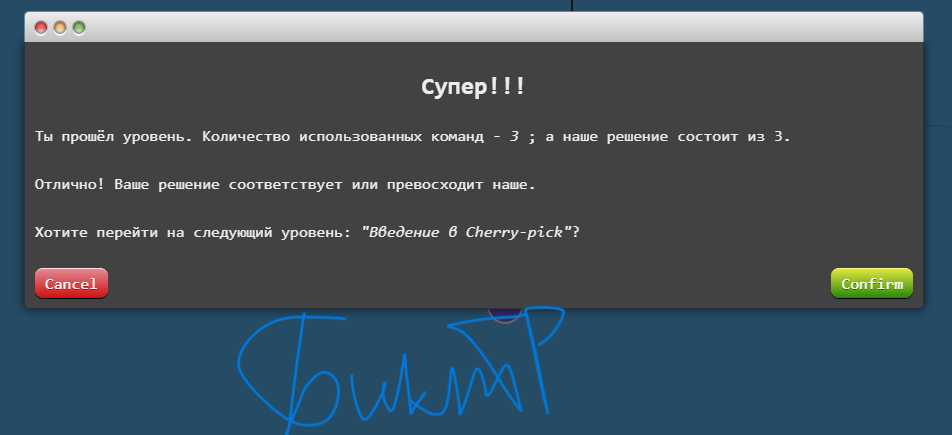 Супер!!!
Ты прошёл уровень. Количество использованных команд - 3 ; а наше решение состоит из 3.
Отлично! Ваше решение соответствует или превосходит наше.
Хотите перейти на следующий уровень: "Введение в Cherry-pick"?
Cancel Confirm